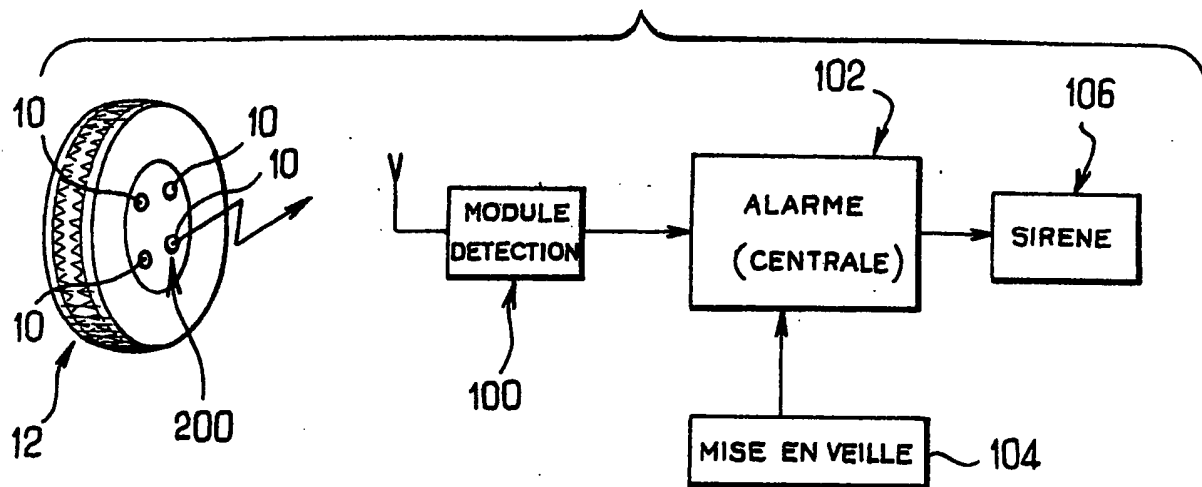 102
106
10
10
10
MODULE
DETECTION
ALARME
(CENTRALE)
SIRENE
10
100
12
200
MISE EN VEILLE
104